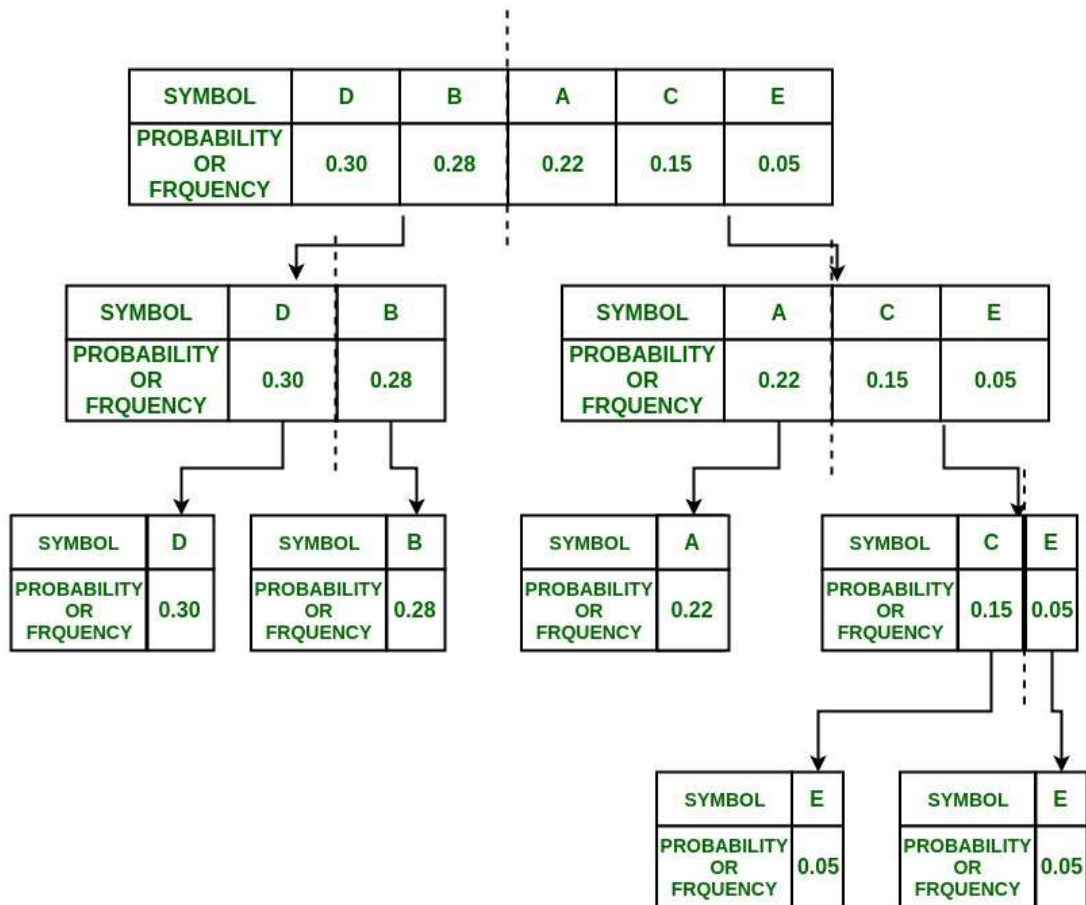 SYMBOL D B A C E
PROBABILITY
OR
FRQUENCY 0.30 0.28 0.22 0.15 0.05
SYMBOL D B
PROBABILITY
OR
FRQUENCY 0.30 0.28
SYMBOL A C E
PROBABILITY
OR
FRQUENCY 0.22 0.15 0.05
SYMBOL D
PROBABILITY
OR
FRQUENCY 0.30
SYMBOL B
PROBABILITY
OR
FRQUENCY 0.28
SYMBOL A
PROBABILITY
OR
FRQUENCY 0.22
SYMBOL C E
PROBABILITY
OR
FRQUENCY 0.15 0.05
SYMBOL E
PROBABILITY
OR
FRQUENCY 0.05
SYMBOL E
PROBABILITY
OR
FRQUENCY 0.05